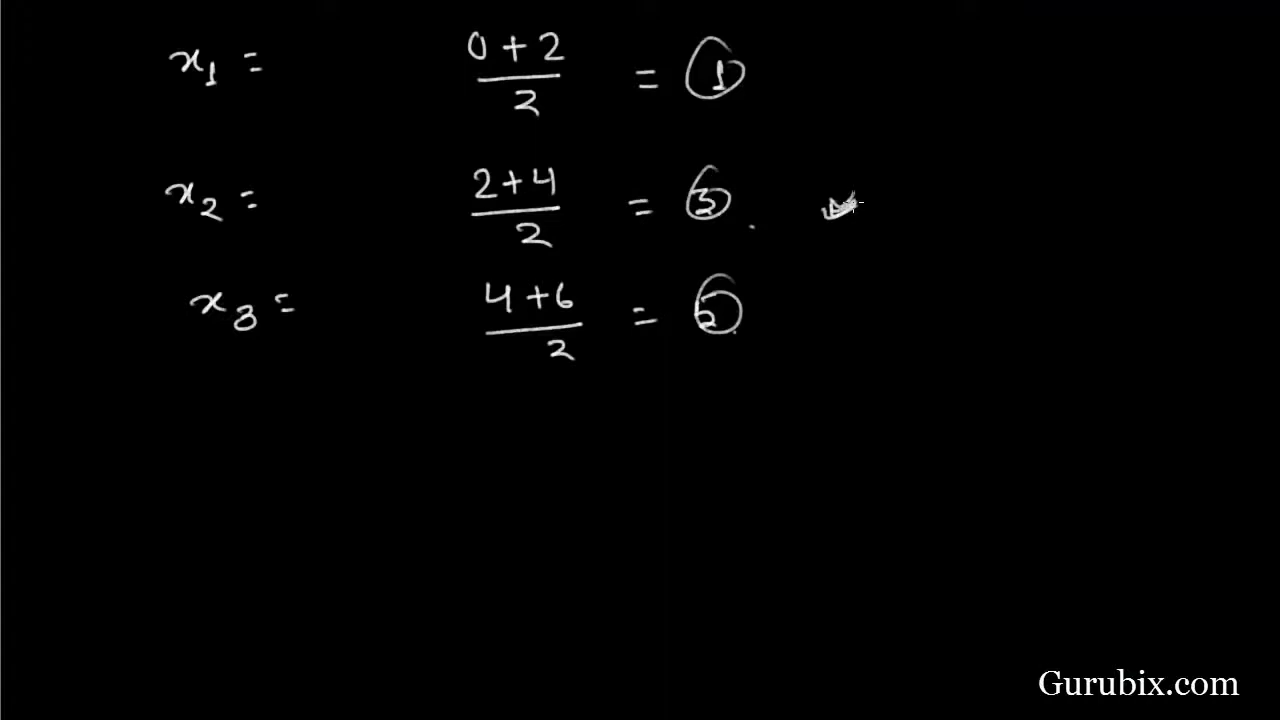 x₁ = (0+2)/2 = 1
x₂ = (2+4)/2 = 3
x₃ = (4+6)/2 = 5
Gurubix.com